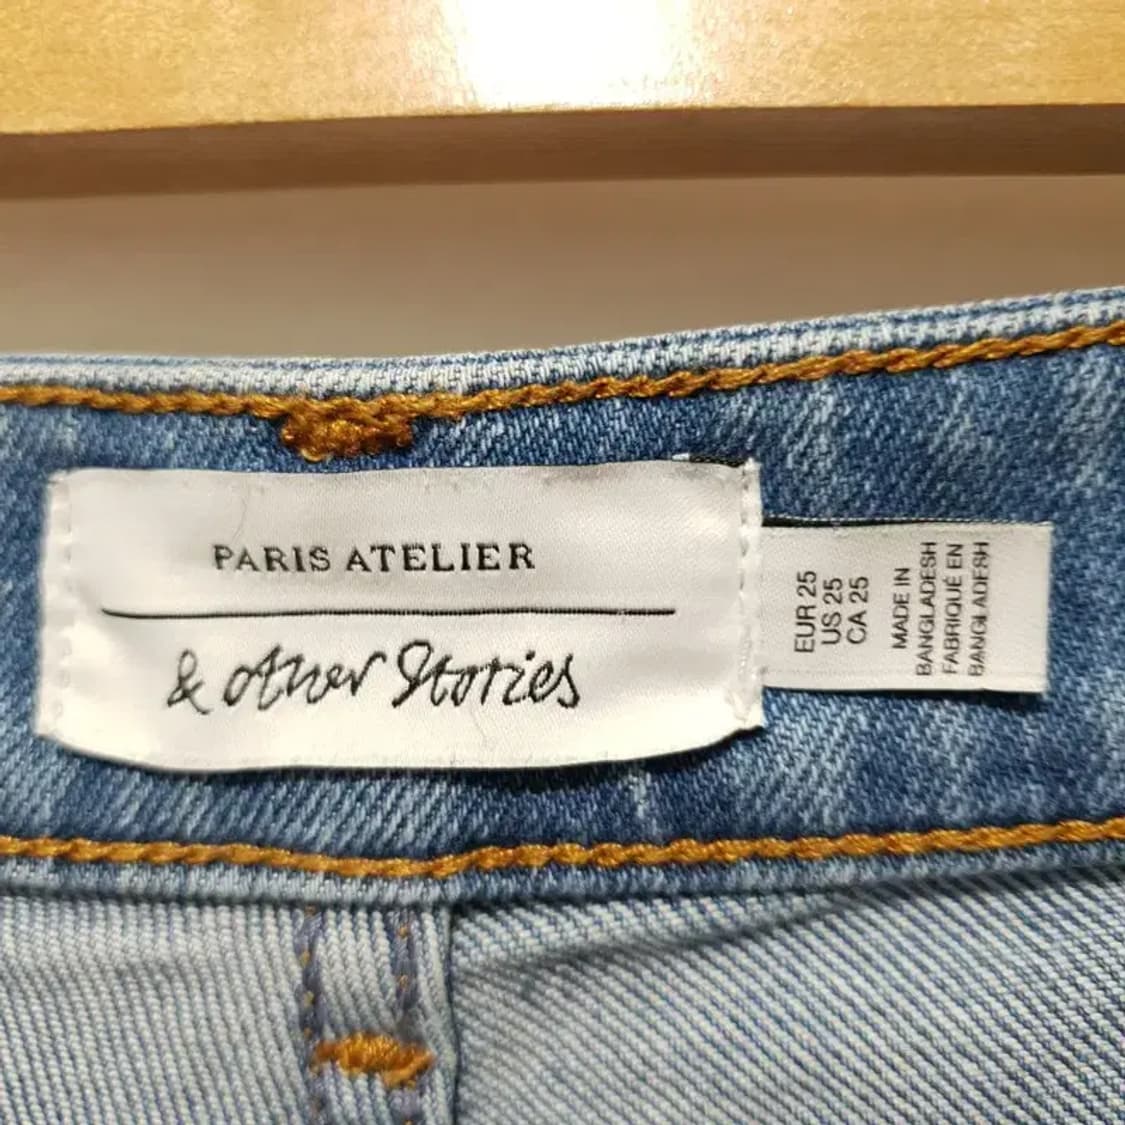 PARIS ATELIER
& Other Stories
EUR 25
US 25
CA 25
MADE IN
BANGLADESH
FABRIQUÉ EN
BANGLADESH